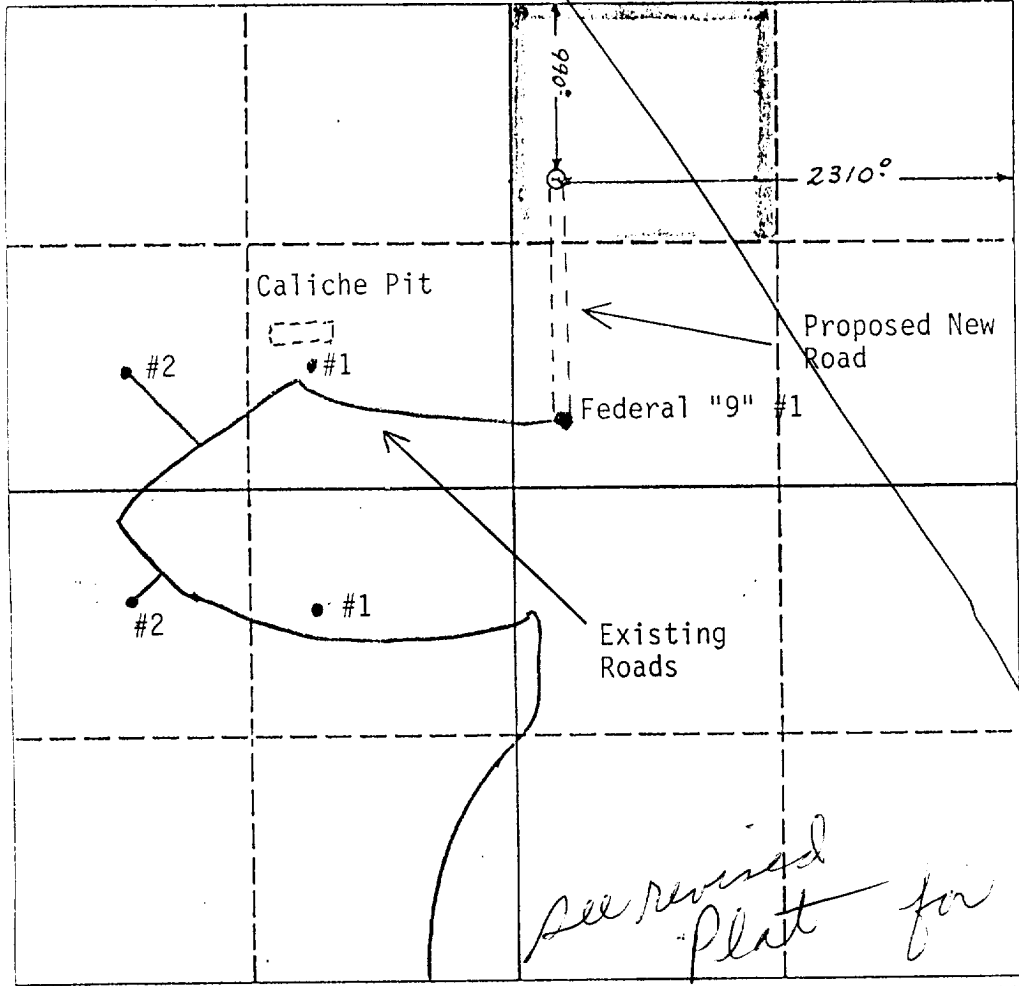 990°
2310°
Caliche Pit
Proposed New
Road
#2
#1
Federal "9" #1
#2
#1
Existing
Roads
see revised
Plat for